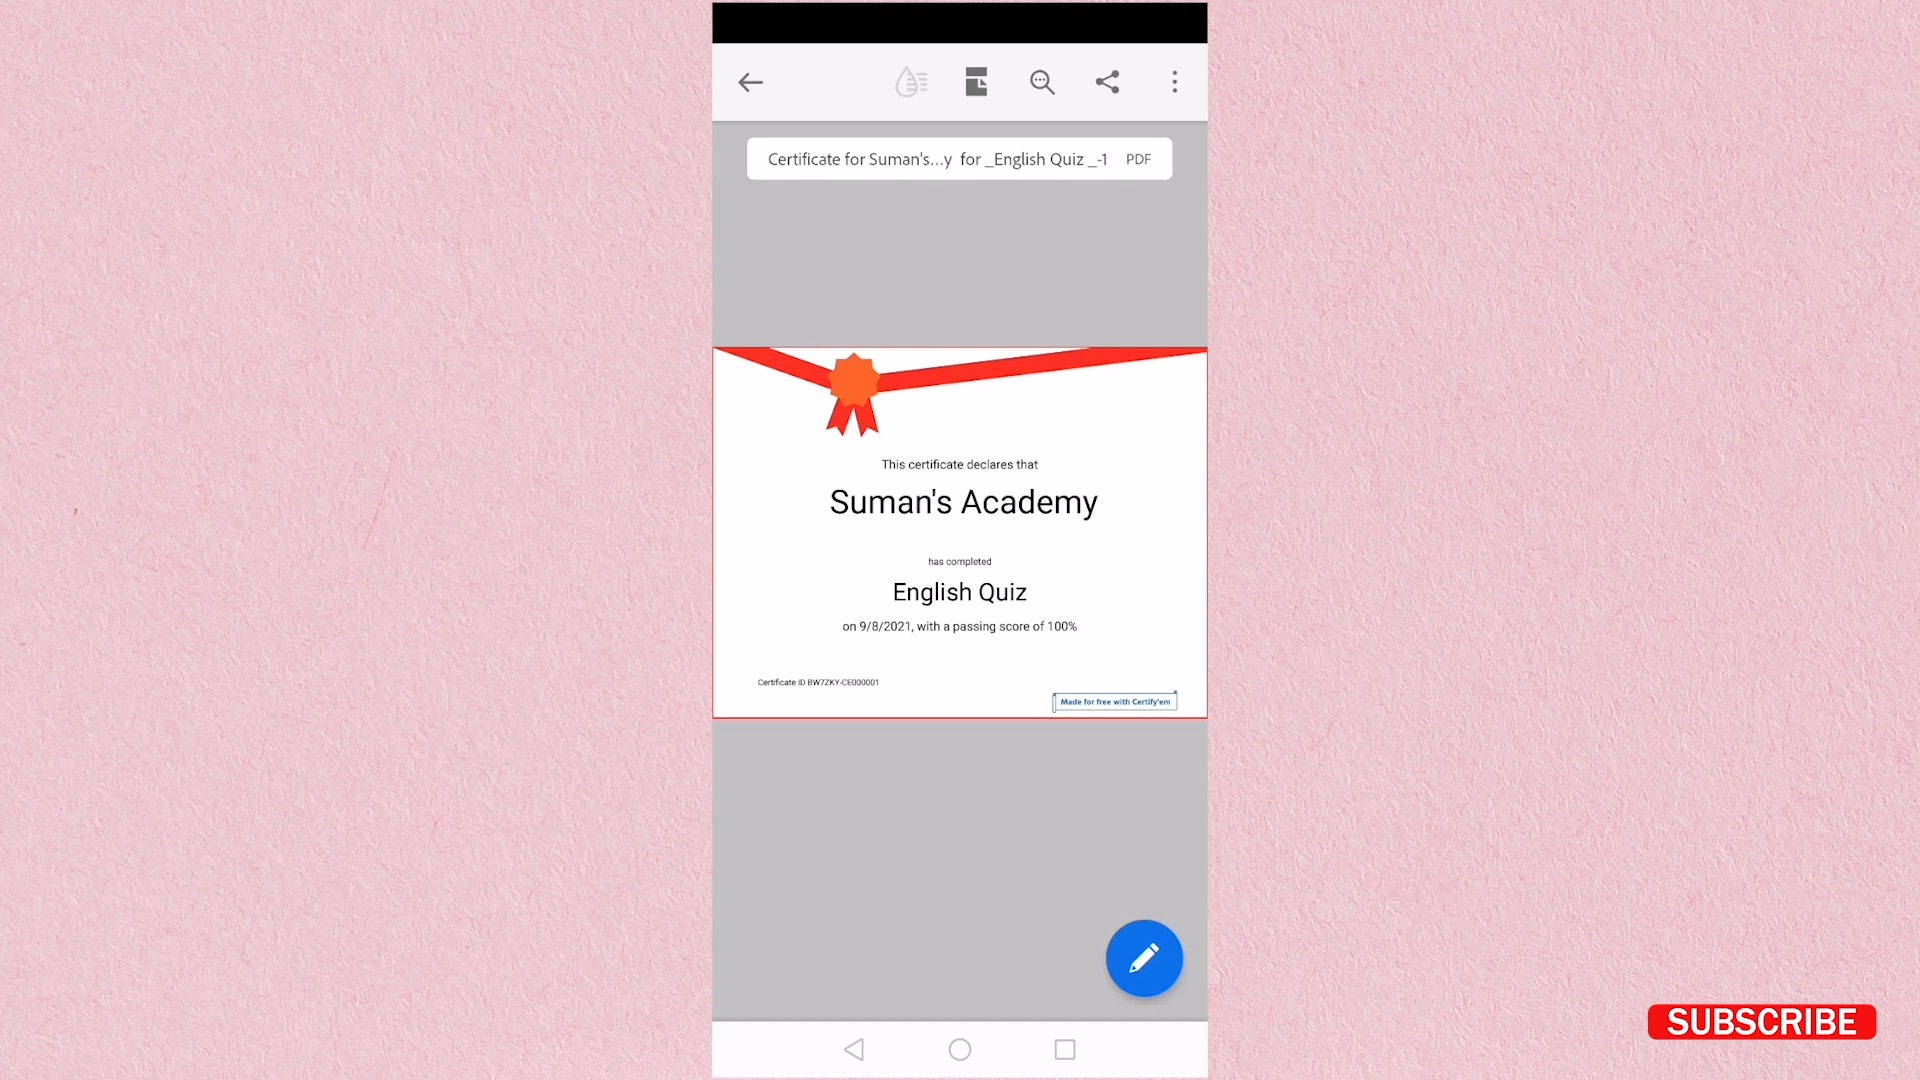 Certificate for Suman's...y for _English Quiz _-1 PDF
This certificate declares that
Suman's Academy
has completed
English Quiz
on 9/8/2021, with a passing score of 100%
Certificate ID BW7ZKY-CE000001
Made for free with Certify'em
SUBSCRIBE